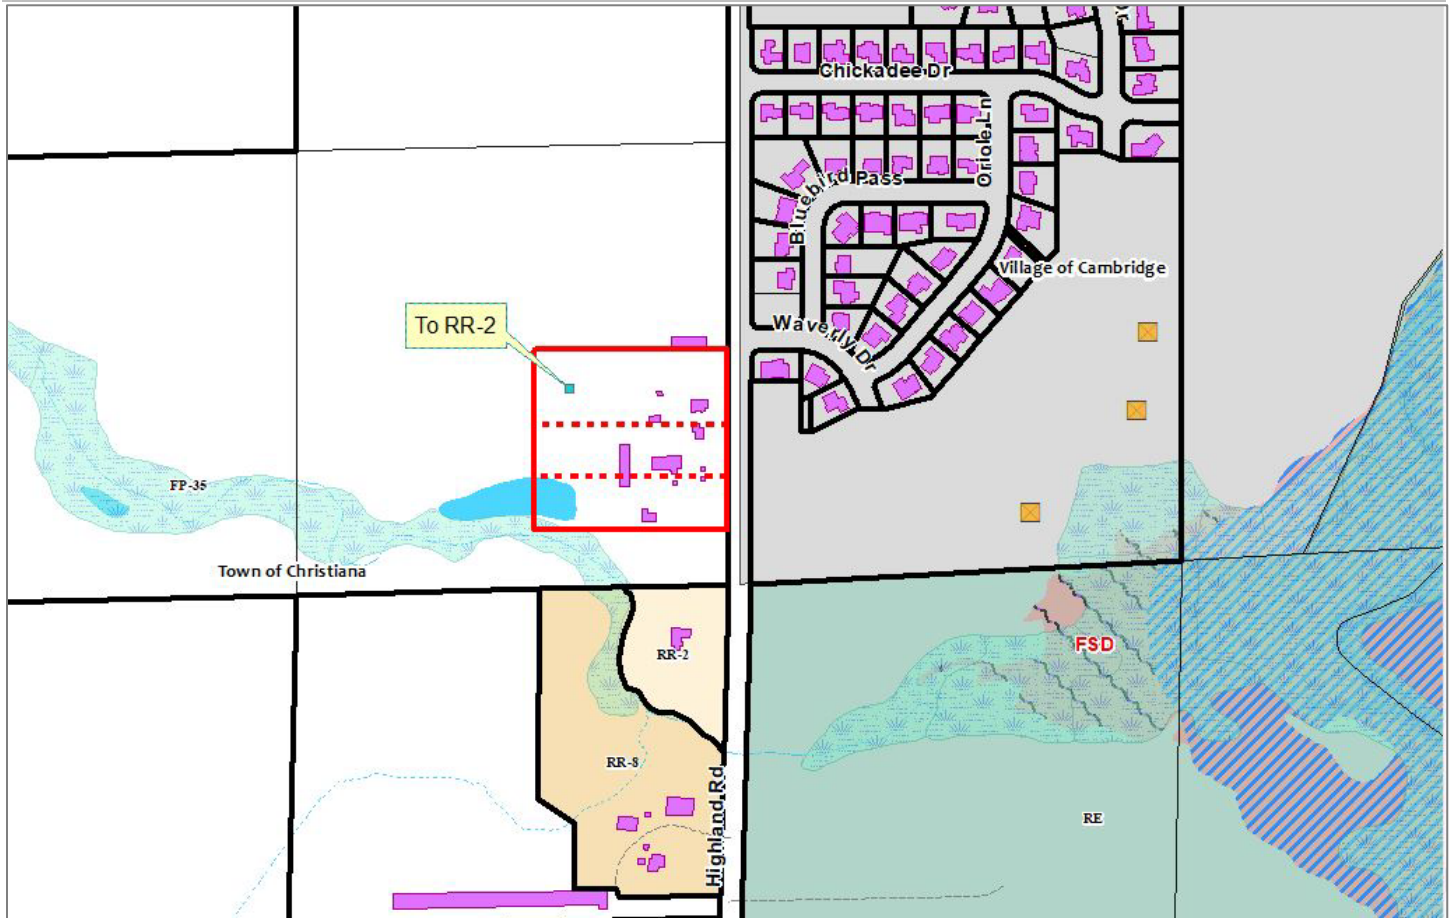 Chickadee Dr
Oriole Ln
Bluebird Pass
Village of Cambridge
To RR-2
Waverly Dr
FP-35
Town of Christiana
FSD
RR-2
RR-8
Highland Rd
RE